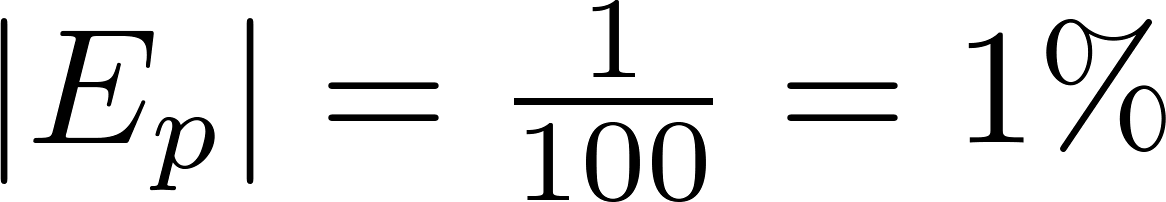 |E_p| = \frac{1}{100} = 1%